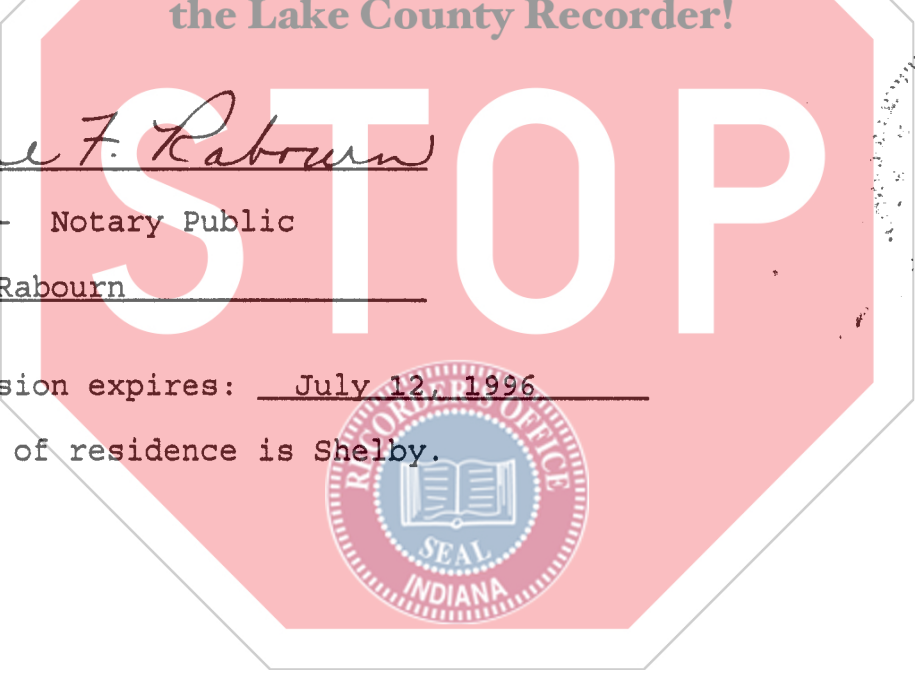 the Lake County Recorder!
STOP
e F. Rabourn
- Notary Public
Rabourn
sion expires: July 12, 1996
of residence is Shelby.
RECORDER'S OFFICE
SEAL
INDIANA